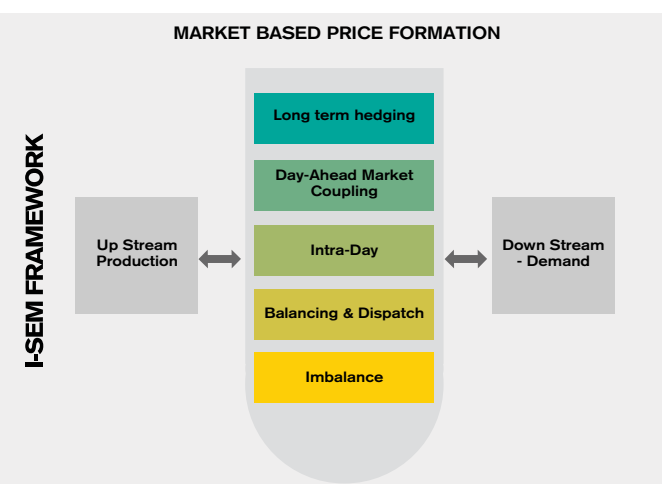 MARKET BASED PRICE FORMATION
I-SEM FRAMEWORK
Up Stream
Production
Long term hedging
Day-Ahead Market
Coupling
Intra-Day
Balancing & Dispatch
Imbalance
Down Stream
- Demand